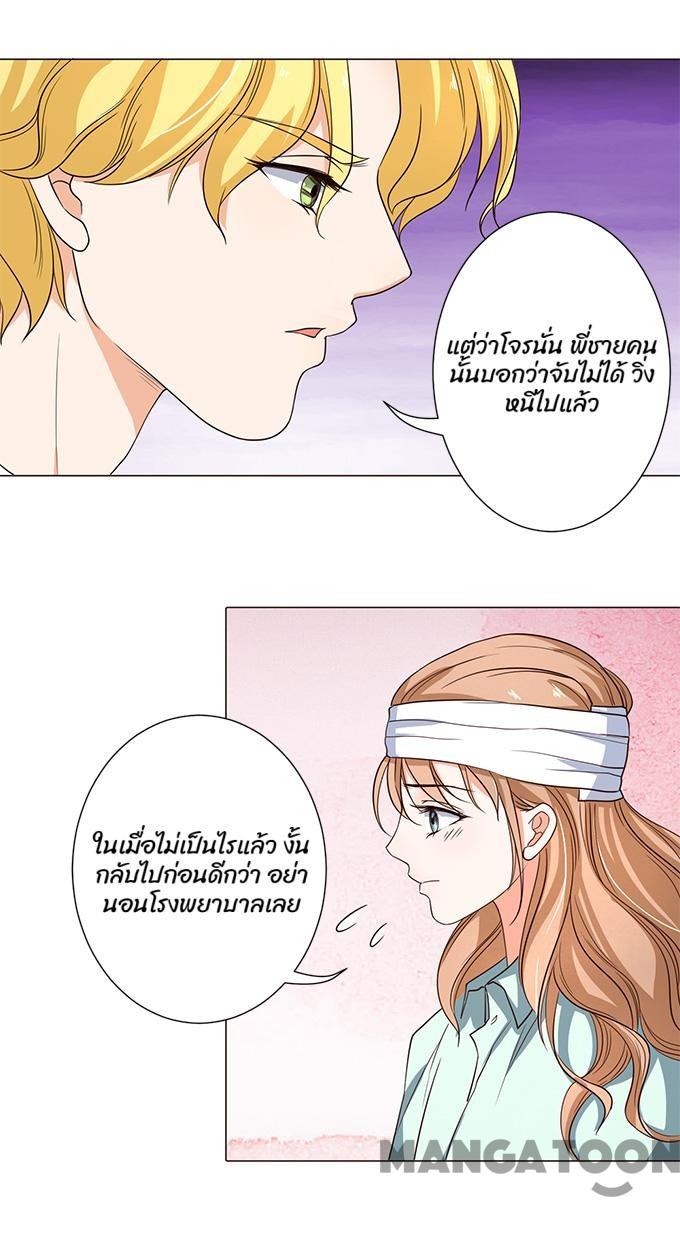 แต่ว่าโจรนั่น พี่ชายคน
นั้นบอกว่าจับไม่ได้ วิ่ง
หนีไปแล้ว
ในเมื่อไม่เป็นไรแล้ว งั้น
กลับไปก่อนดีกว่า อย่า
นอนโรงพยาบาลเลย
MANGATOON